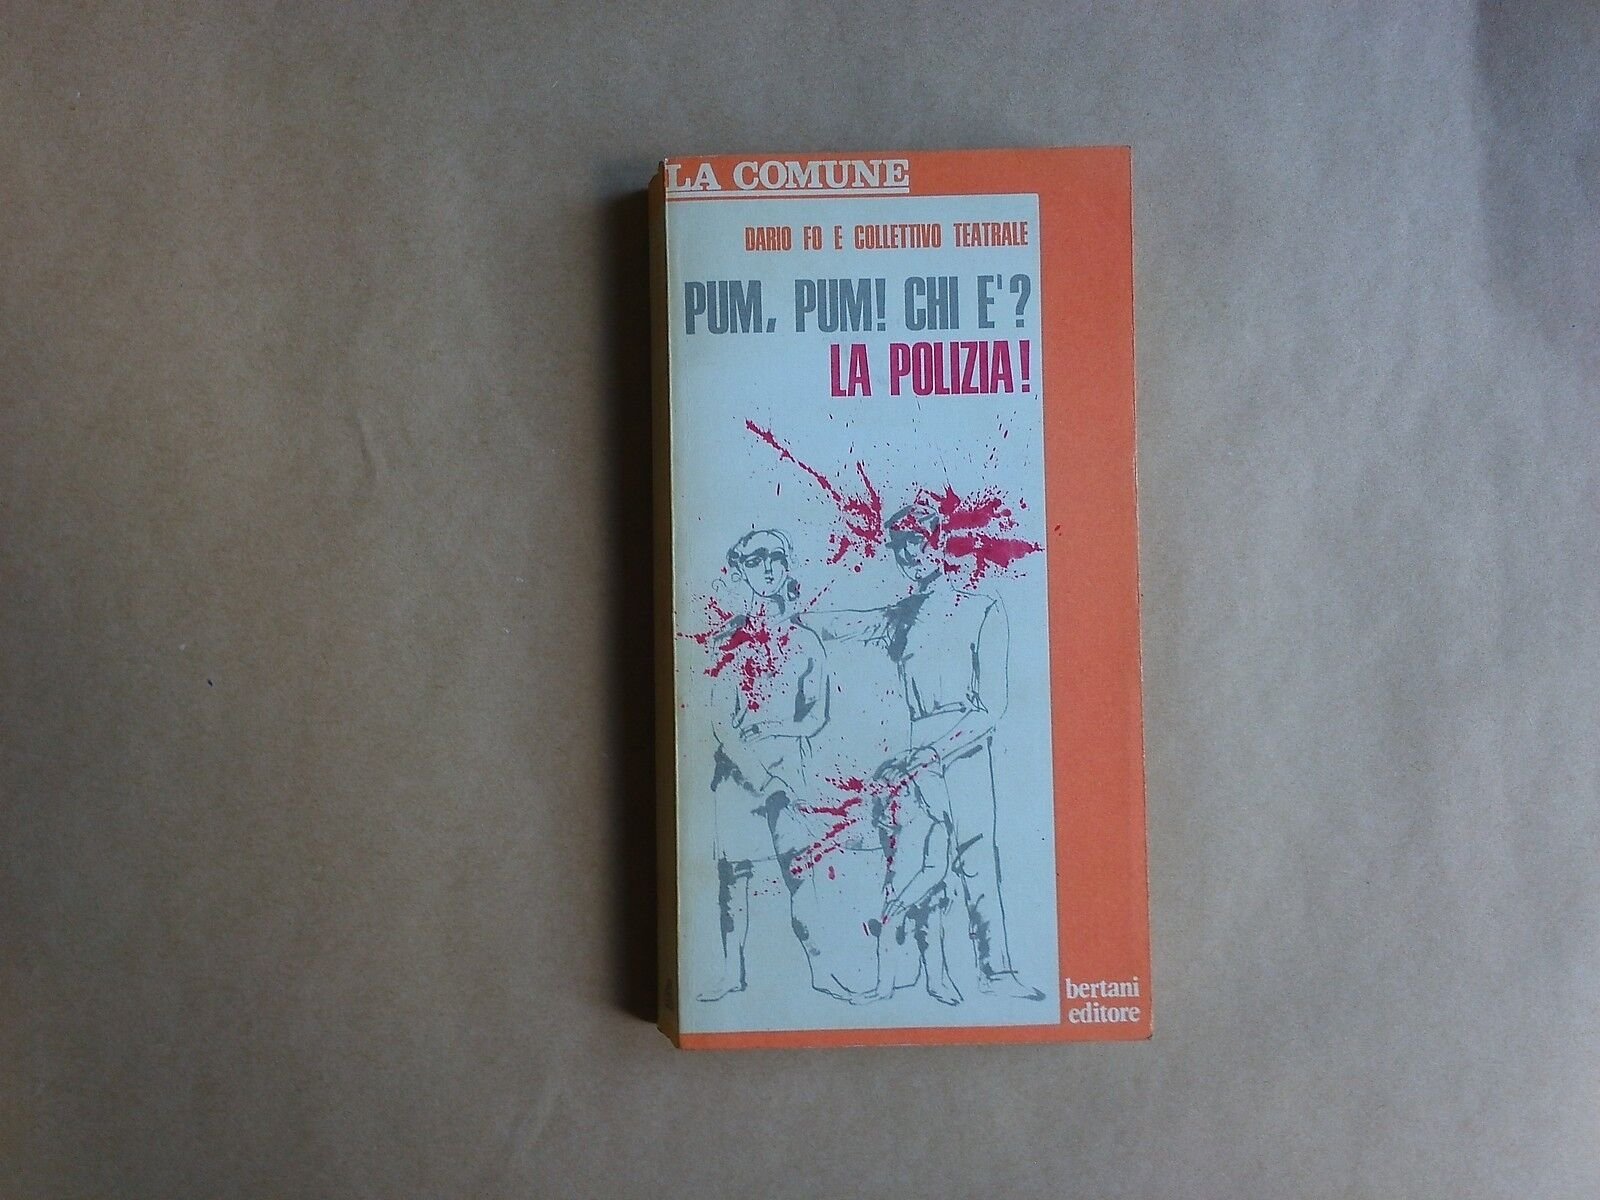 LA COMUNE
DARIO FO E COLLETTIVO TEATRALE
PUM, PUM! CHI E'?
LA POLIZIA!
bertani
editore